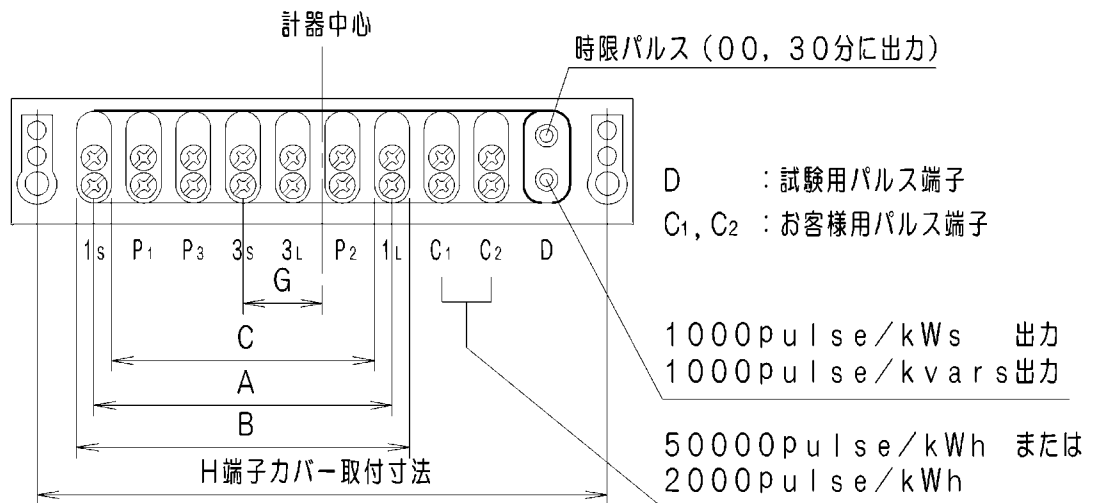 計器中心
時限パルス(00,30分に出力)
D :試験用パルス端子
C1,C2 :お客様用パルス端子
1S P1 P3 3S 3L P2 1L C1 C2 D
G
C
A
B
H端子カバー取付寸法
1000pulse/kWs 出力
1000pulse/kvars出力
50000pulse/kWh または
2000pulse/kWh